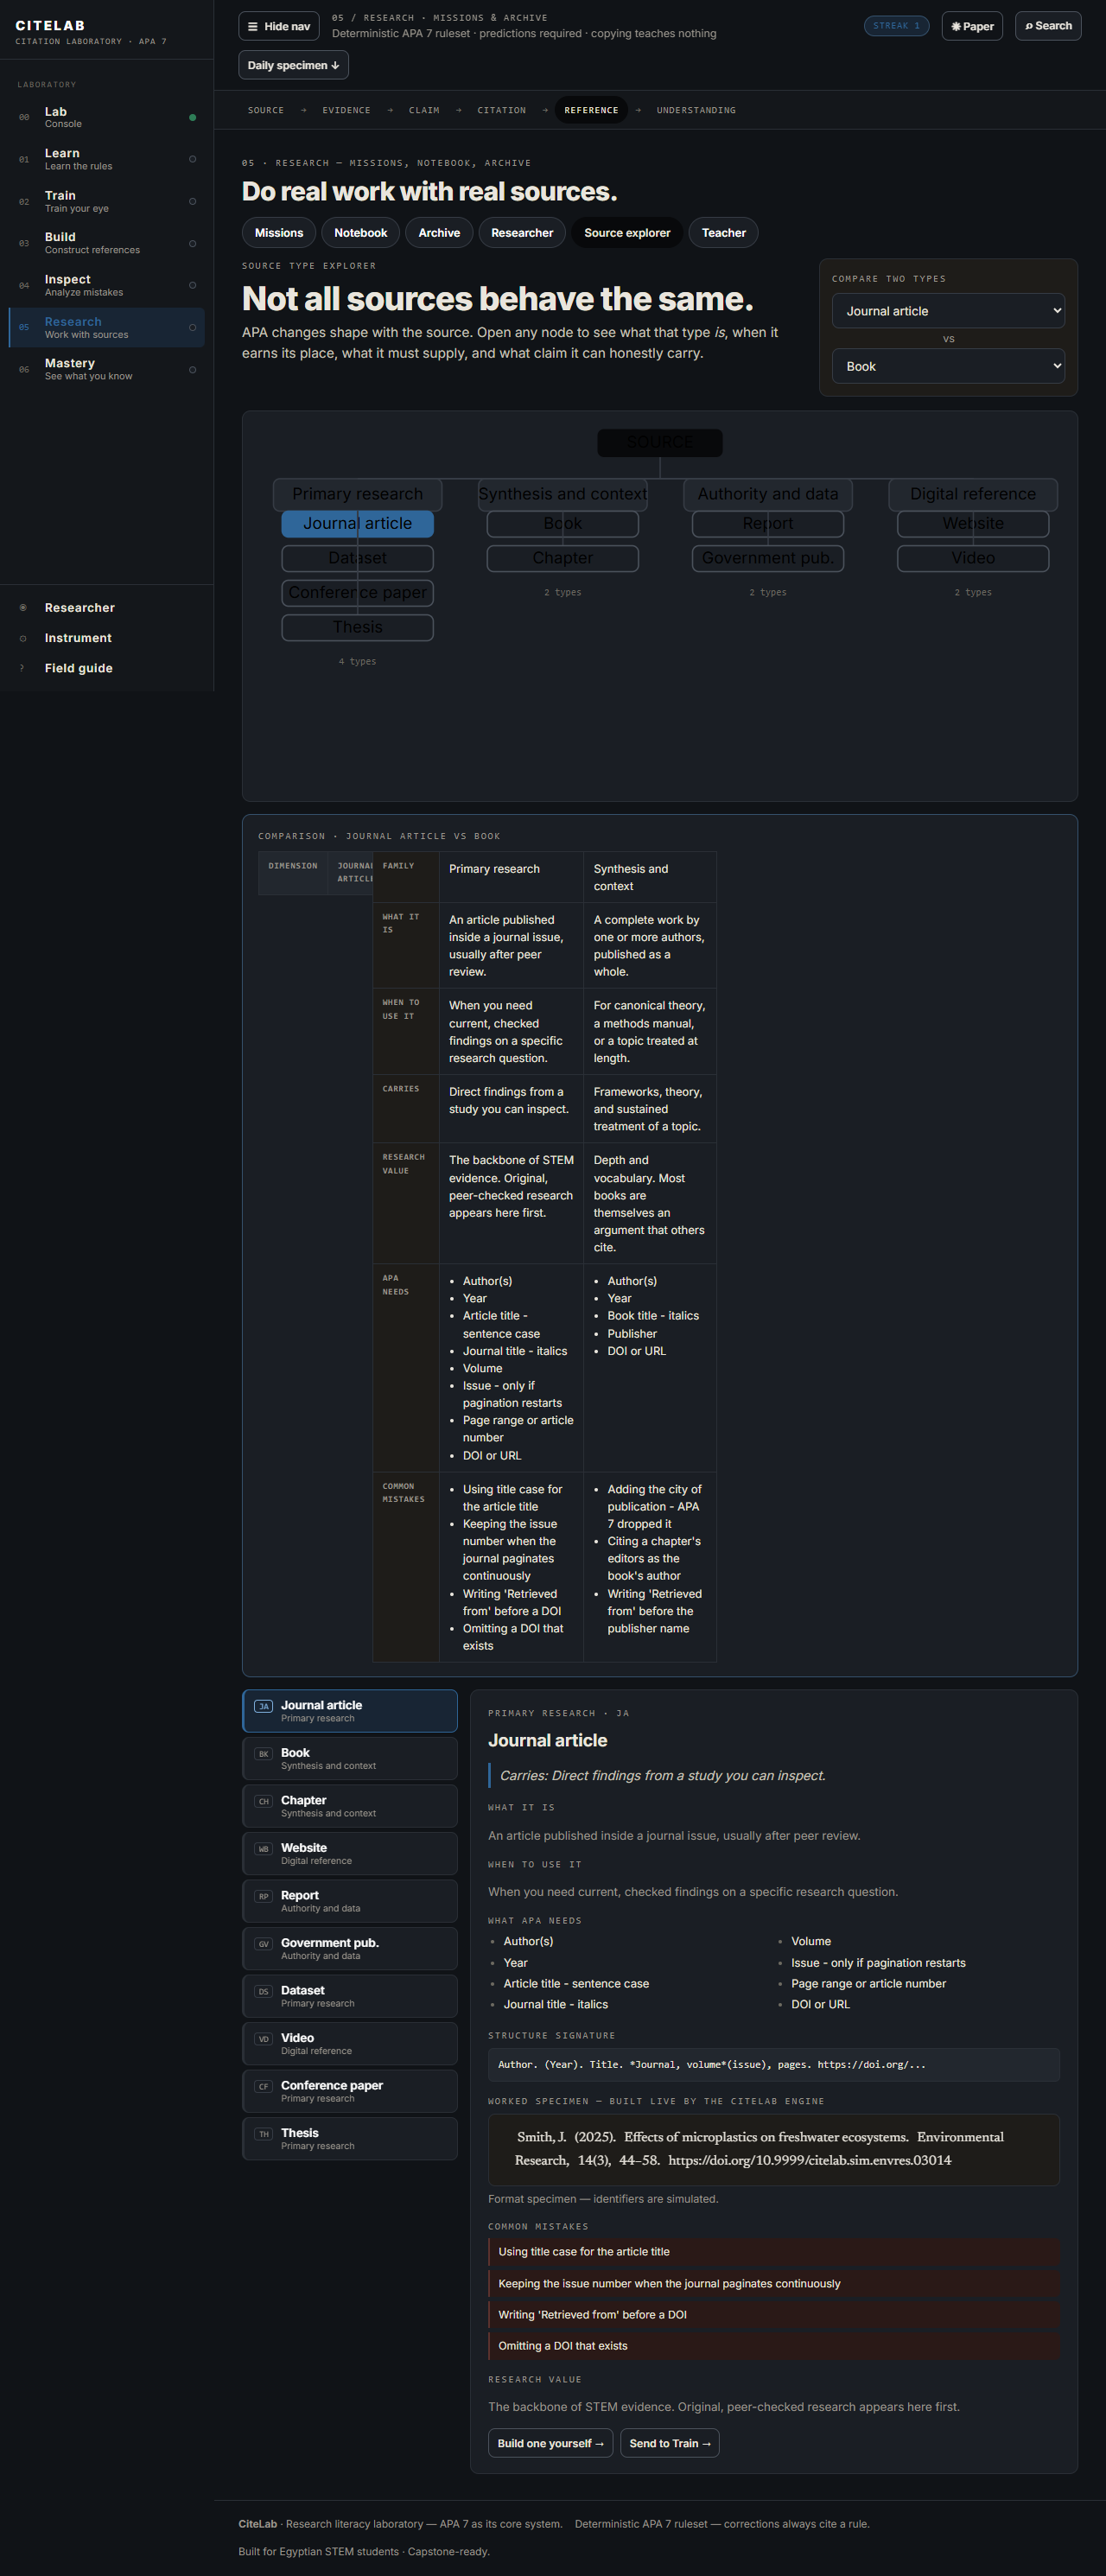 CITELAB
CITATION LABORATORY · APA 7
LABORATORY
00 Lab
Console
01 Learn
Learn the rules
02 Train
Train your eye
03 Build
Construct references
04 Inspect
Analyze mistakes
05 Research
Work with sources
06 Mastery
See what you know
Researcher
Instrument
? Field guide
☰ Hide nav
05 / RESEARCH · MISSIONS & ARCHIVE
Deterministic APA 7 ruleset · predictions required · copying teaches nothing
STREAK 1
Paper
Search
Daily specimen ↓
SOURCE → EVIDENCE → CLAIM → CITATION → REFERENCE → UNDERSTANDING
05 · RESEARCH — MISSIONS, NOTEBOOK, ARCHIVE
Do real work with real sources.
Missions
Notebook
Archive
Researcher
Source explorer
Teacher
SOURCE TYPE EXPLORER
Not all sources behave the same.
APA changes shape with the source. Open any node to see what that type is, when it
earns its place, what it must supply, and what claim it can honestly carry.
COMPARE TWO TYPES
Journal article
VS
Book
SOURCE
Primary research
Journal article
Dataset
Conference paper
Thesis
4 types
Synthesis and context
Book
Chapter
2 types
Authority and data
Report
Government pub.
2 types
Digital reference
Website
Video
2 types
COMPARISON · JOURNAL ARTICLE VS BOOK
DIMENSION
JOURNAL
ARTICLE
FAMILY
Primary research
Synthesis and
context
WHAT IT
IS
An article published
inside a journal issue,
usually after peer
review.
A complete work by
one or more authors,
published as a
whole.
WHEN TO
USE IT
When you need
current, checked
findings on a specific
research question.
For canonical theory,
a methods manual,
or a topic treated at
length.
CARRIES
Direct findings from a
study you can inspect.
Frameworks, theory,
and sustained
treatment of a topic.
RESEARCH
VALUE
The backbone of STEM
evidence. Original,
peer-checked research
appears here first.
Depth and
vocabulary. Most
books are
themselves an
argument that others
cite.
APA
NEEDS
• Author(s)
• Year
• Article title - 
sentence case
• Journal title - italics
• Volume
• Issue - only if
pagination restarts
• Page range or article
number
• DOI or URL
• Author(s)
• Year
• Book title - italics
• Publisher
• DOI or URL
COMMON
MISTAKES
• Using title case for
the article title
• Keeping the issue
number when the
journal paginates
continuously
• Writing 'Retrieved
from' before a DOI
• Omitting a DOI that
exists
• Adding the city of
publication - APA
7 dropped it
• Citing a chapter's
editors as the
book's author
• Writing 'Retrieved
from' before the
publisher name
JA Journal article
Primary research
BK Book
Synthesis and context
CH Chapter
Synthesis and context
WB Website
Digital reference
RP Report
Authority and data
GV Government pub.
Authority and data
DS Dataset
Primary research
VD Video
Digital reference
CF Conference paper
Primary research
TH Thesis
Primary research
PRIMARY RESEARCH · JA
Journal article
Carries: Direct findings from a study you can inspect.
WHAT IT IS
An article published inside a journal issue, usually after peer review.
WHEN TO USE IT
When you need current, checked findings on a specific research question.
WHAT APA NEEDS
• Author(s)
• Year
• Article title - sentence case
• Journal title - italics
• Volume
• Issue - only if pagination restarts
• Page range or article number
• DOI or URL
STRUCTURE SIGNATURE
Author. (Year). Title. *Journal, volume*(issue), pages. https://doi.org/...
WORKED SPECIMEN — BUILT LIVE BY THE CITELAB ENGINE
Smith, J. (2025). Effects of microplastics on freshwater ecosystems. Environmental
Research, 14(3), 44–58. https://doi.org/10.9999/citelab.sim.envres.03014
Format specimen — identifiers are simulated.
COMMON MISTAKES
Using title case for the article title
Keeping the issue number when the journal paginates continuously
Writing 'Retrieved from' before a DOI
Omitting a DOI that exists
RESEARCH VALUE
The backbone of STEM evidence. Original, peer-checked research appears here first.
Build one yourself →
Send to Train →
CiteLab · Research literacy laboratory — APA 7 as its core system. Deterministic APA 7 ruleset — corrections always cite a rule.
Built for Egyptian STEM students · Capstone-ready.